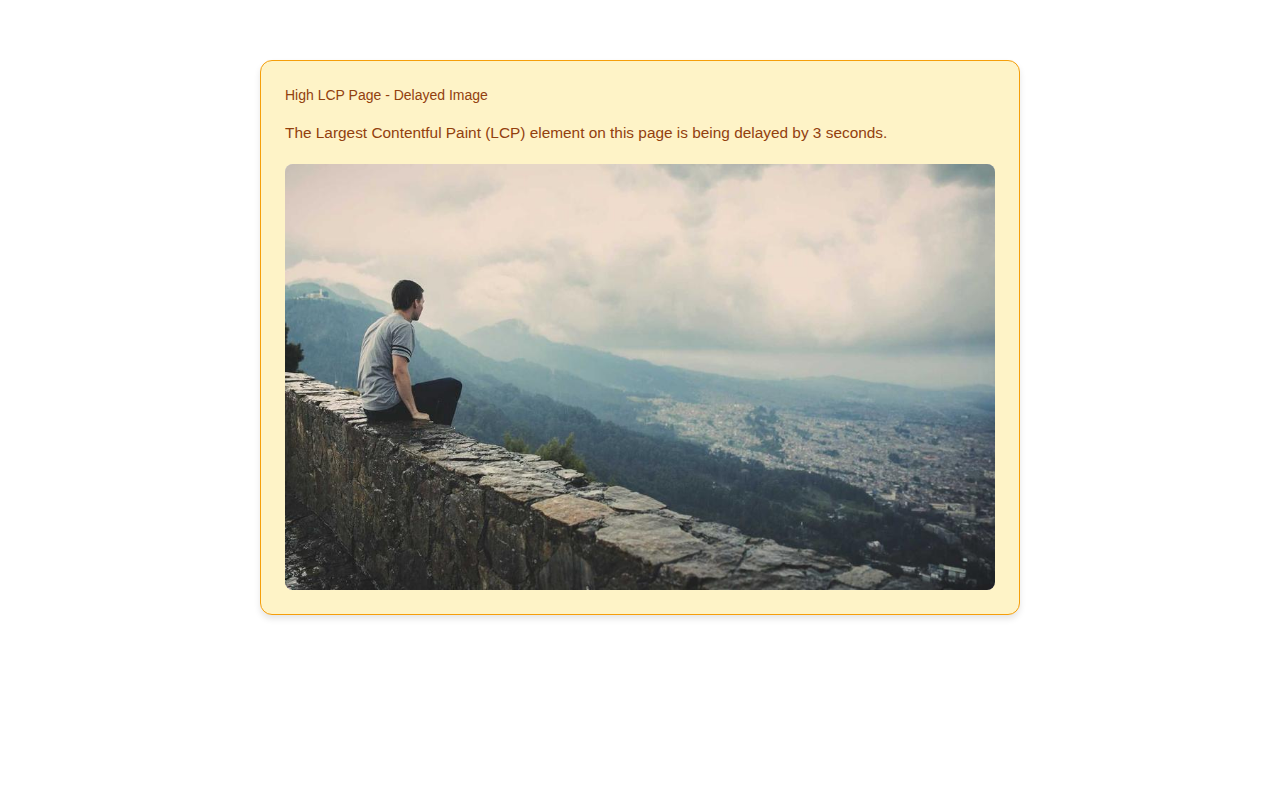 High LCP Page - Delayed Image
The Largest Contentful Paint (LCP) element on this page is being delayed by 3 seconds.